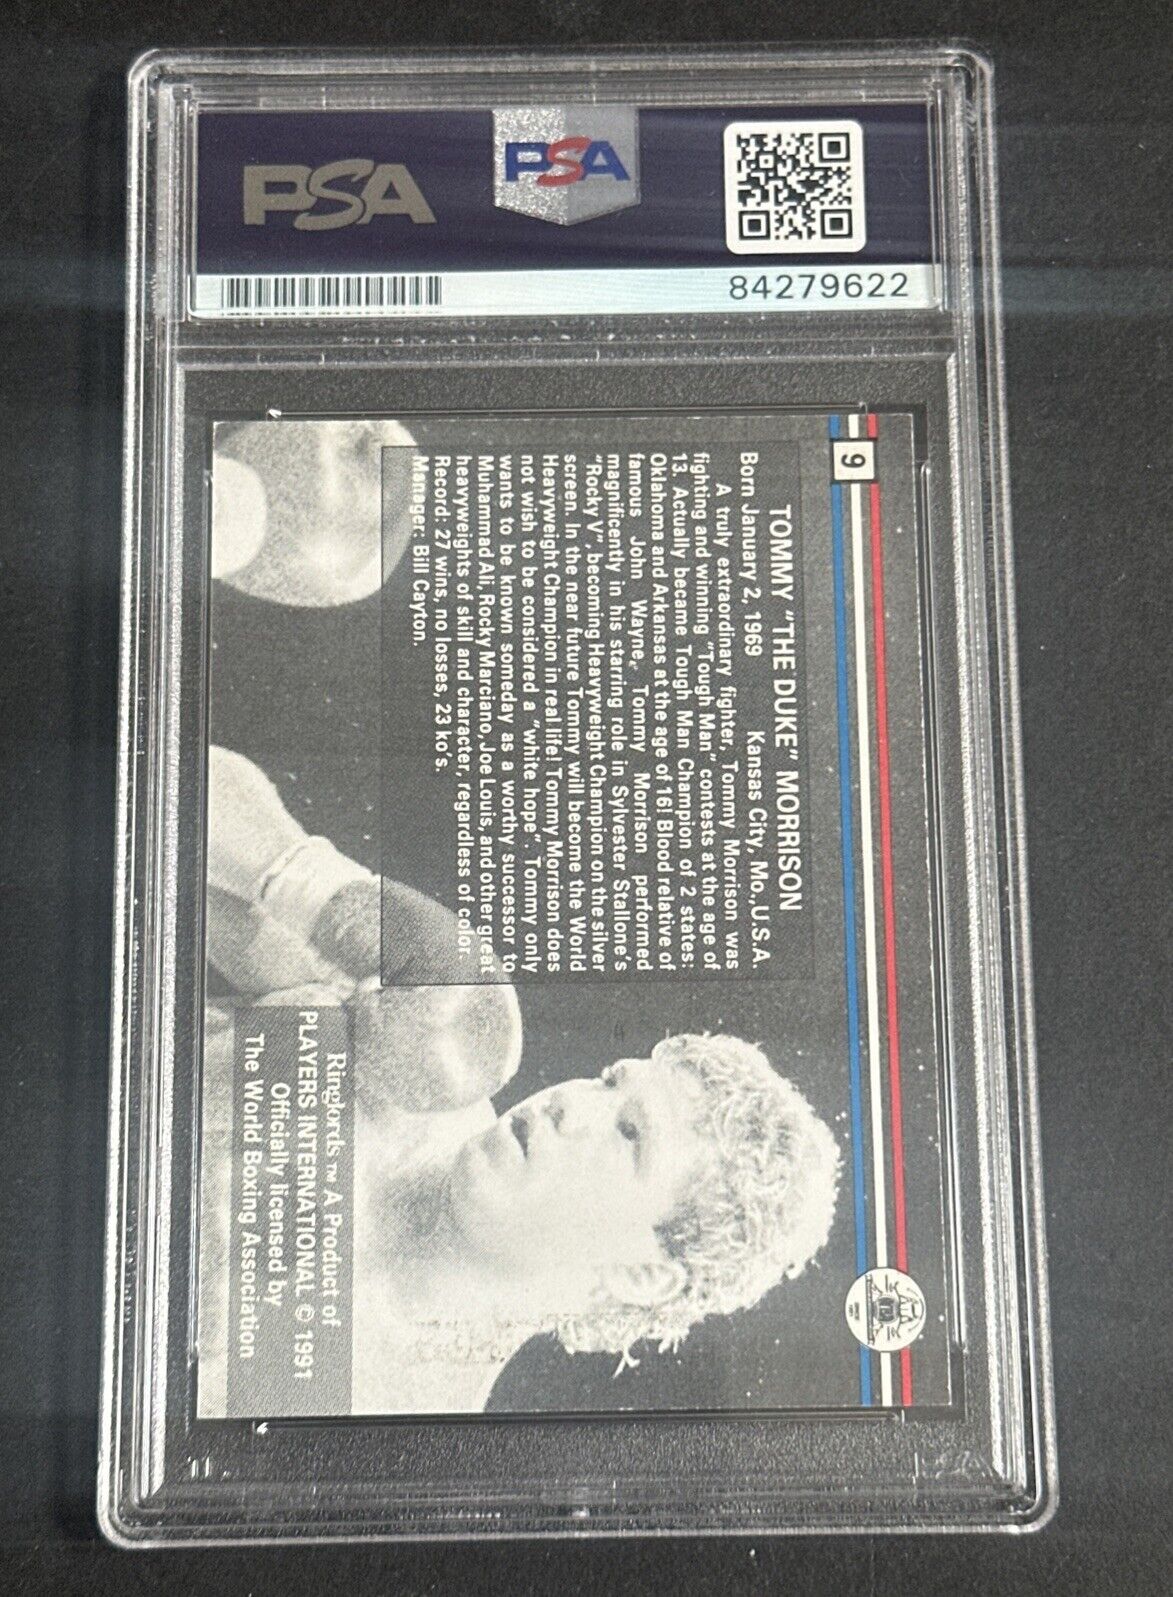 PSA
PSA
84279622
9
TOMMY "THE DUKE" MORRISON
Born January 2, 1969 Kansas City, Mo., U.S.A.
A truly extraordinary fighter, Tommy Morrison was
fighting and winning "Tough Man" contests at the age of
13. Actually became Tough Man Champion of 2 states:
Oklahoma and Arkansas at the age of 16! Blood relative of
famous John Wayne, Tommy Morrison performed
magnificently in his starring role in Sylvester Stallone's
"Rocky V", becoming Heavyweight Champion on the silver
screen. In the near future Tommy will become the World
Heavyweight Champion in real life! Tommy Morrison does
not wish to be considered a "white hope". Tommy only
wants to be known someday as a worthy successor to
Muhammad Ali, Rocky Marciano, Joe Louis, and other great
heavyweights of skill and character, regardless of color.
Record: 27 wins, no losses, 23 ko's.
Manager: Bill Cayton.
Ringlords™ A Product of
PLAYERS INTERNATIONAL © 1991
Officially licensed by
The World Boxing Association